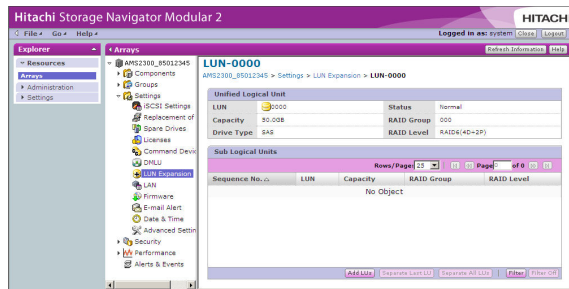 Hitachi Storage Navigator Modular 2
HITACHI
File Go Help
Logged in as: system Close Logout
Explorer
Arrays
Refresh Information Help
Resources
Arrays
Administration
Settings
AMS2300_85012345
Components
Groups
Settings
iSCSI Settings
Replacement of
Spare Drives
Licenses
Command Devic
DMLU
LUN Expansion
LAN
Firmware
E-mail Alert
Date & Time
Advanced Settin
Security
Performance
Alerts & Events
LUN-0000
AMS2300_85012345 > Settings > LUN Expansion > LUN-0000
Unified Logical Unit
LUN 0000 Status Normal
Capacity 50.0GB RAID Group 000
Drive Type SAS RAID Level RAID6(4D+2P)
Sub Logical Units
Rows/Page: 25 Page 0 of 0
Sequence No. LUN Capacity RAID Group RAID Level
No Object
Add LUs Separate Last LU Separate All LUs Filter Filter Off